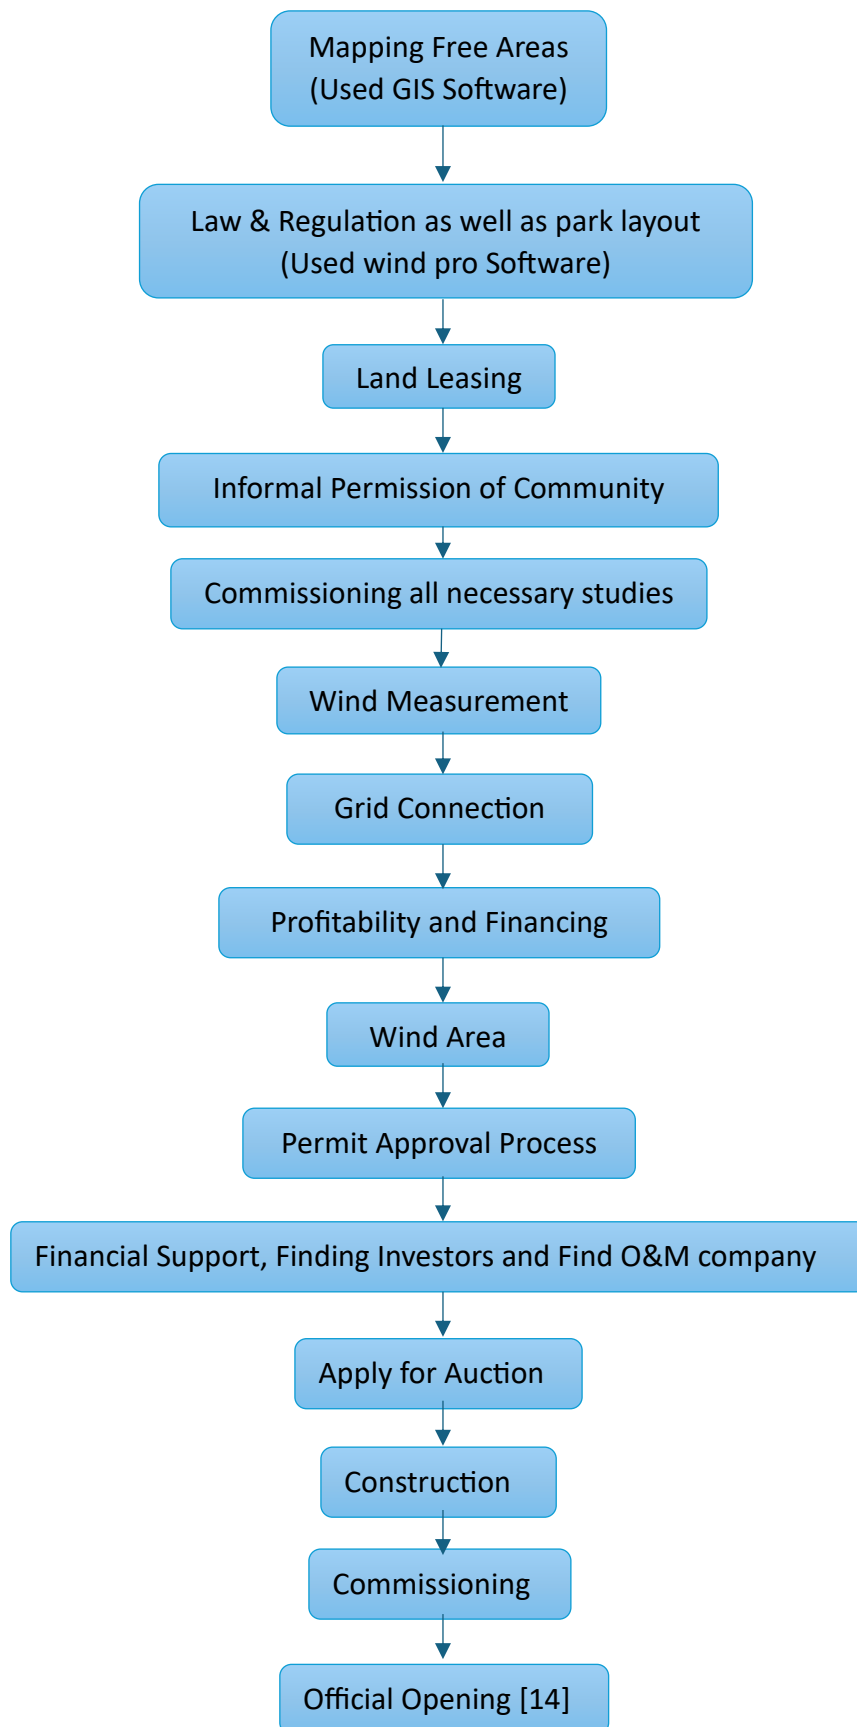 Mapping Free Areas
(Used GIS Software)
Law & Regulation as well as park layout
(Used wind pro Software)
Land Leasing
Informal Permission of Community
Commissioning all necessary studies
Wind Measurement
Grid Connection
Profitability and Financing
Wind Area
Permit Approval Process
Financial Support, Finding Investors and Find O&M company
Apply for Auction
Construction
Commissioning
Official Opening [14]